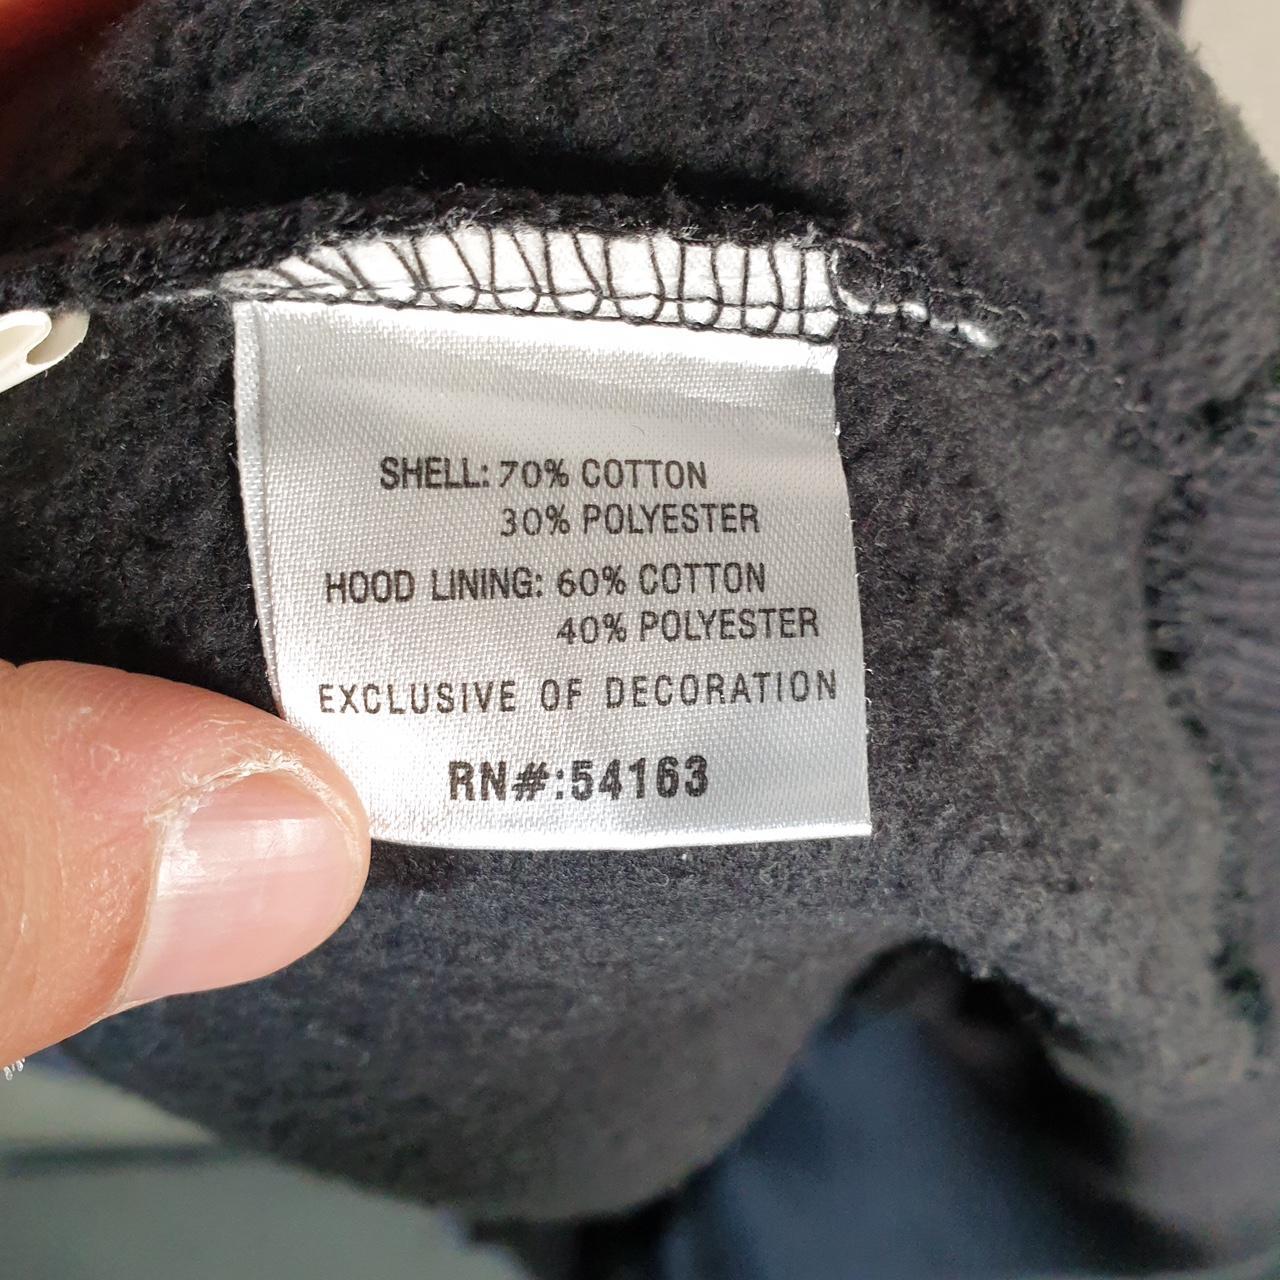 SHELL: 70% COTTON
30% POLYESTER
HOOD LINING: 60% COTTON
40% POLYESTER
EXCLUSIVE OF DECORATION
RN#:54163